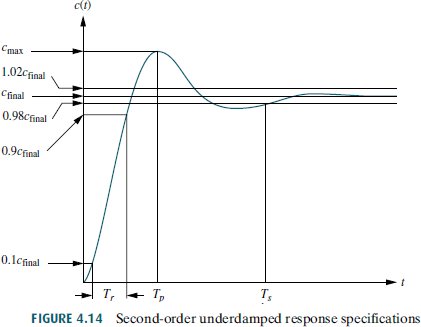 c(t)
cmax
1.02cfinal
cfinal
0.98cfinal
0.9cfinal
0.1cfinal
Tr Tp Ts t
FIGURE 4.14 Second-order underdamped response specifications